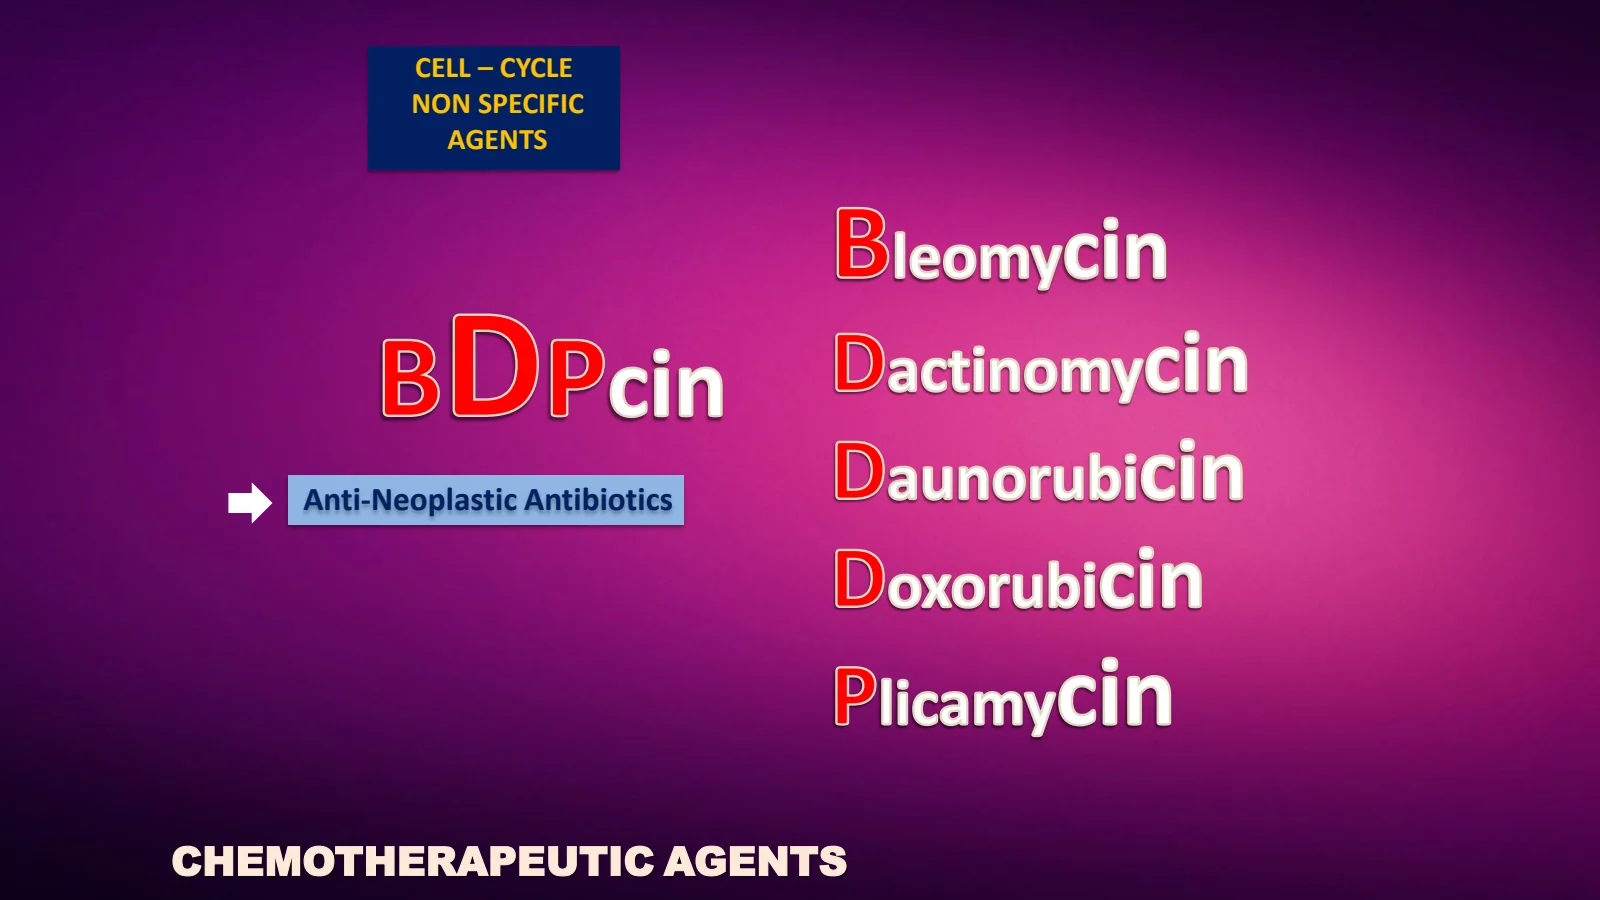 CELL – CYCLE
NON SPECIFIC
AGENTS
BDPcin
Anti-Neoplastic Antibiotics
Bleomycin
Dactinomycin
Daunorubicin
Doxorubicin
Plicamycin
CHEMOTHERAPEUTIC AGENTS